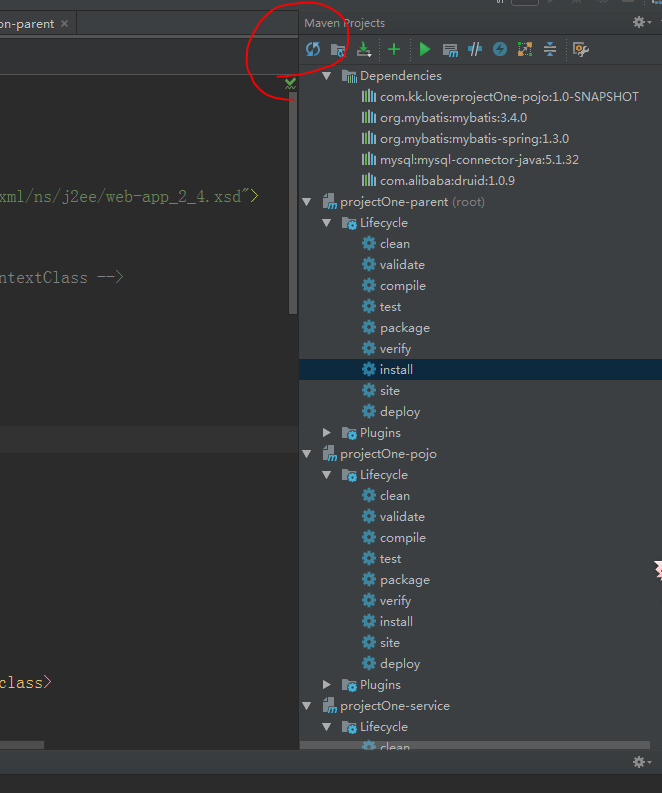 on-parent
Maven Projects
Dependencies
com.kk.love:projectOne-pojo:1.0-SNAPSHOT
org.mybatis:mybatis:3.4.0
org.mybatis:mybatis-spring:1.3.0
mysql:mysql-connector-java:5.1.32
com.alibaba:druid:1.0.9
xml/ns/j2ee/web-app_2_4.xsd">
projectOne-parent (root)
Lifecycle
clean
validate
ntextClass -->
compile
test
package
verify
install
site
deploy
Plugins
projectOne-pojo
Lifecycle
clean
validate
compile
test
package
verify
install
site
deploy
class>
Plugins
projectOne-service
Lifecycle
clean